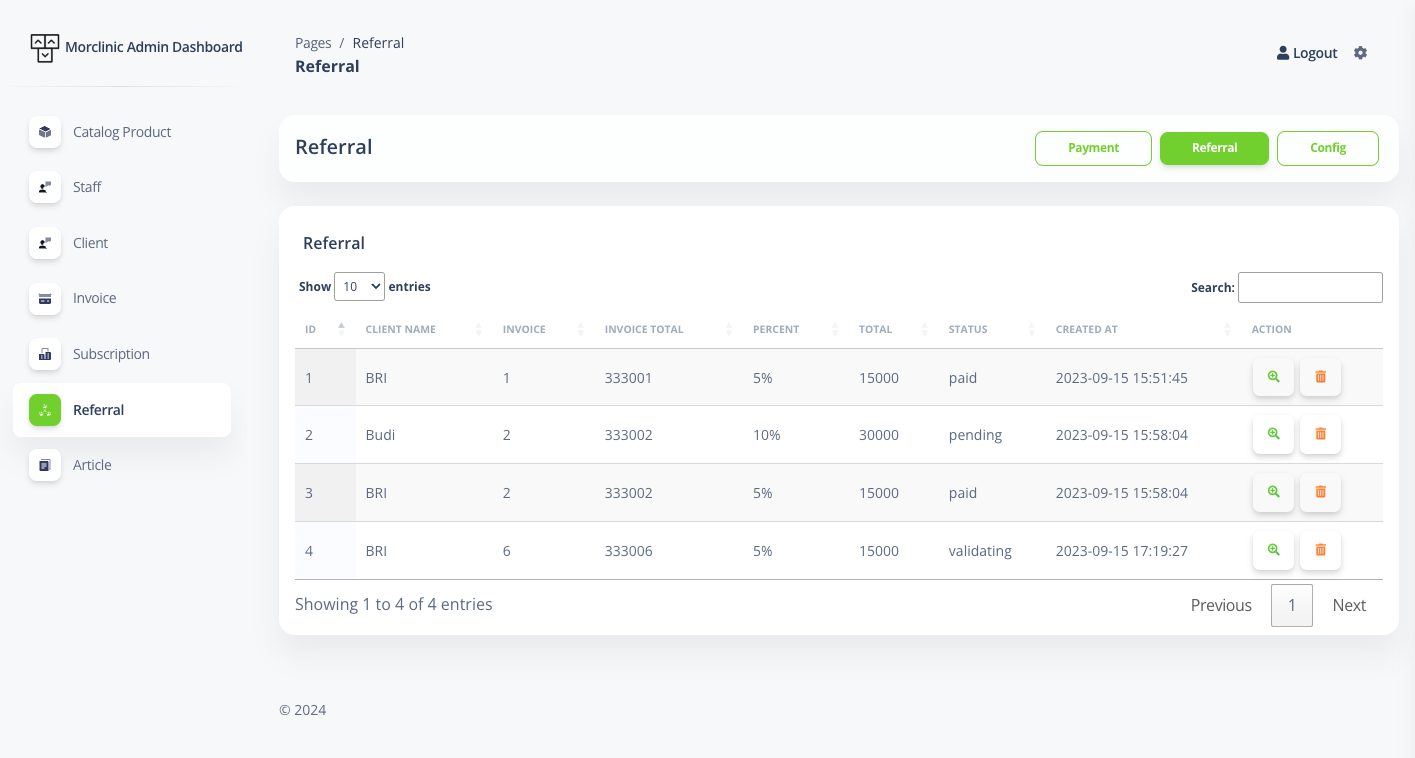 Morclinic Admin Dashboard
Catalog Product
Staff
Client
Invoice
Subscription
Referral
Article
Pages / Referral
Referral
Logout
Referral
Payment Referral Config
Referral
Show 10 entries
Search:
ID CLIENT NAME INVOICE INVOICE TOTAL PERCENT TOTAL STATUS CREATED AT ACTION
1 BRI 1 333001 5% 15000 paid 2023-09-15 15:51:45
2 Budi 2 333002 10% 30000 pending 2023-09-15 15:58:04
3 BRI 2 333002 5% 15000 paid 2023-09-15 15:58:04
4 BRI 6 333006 5% 15000 validating 2023-09-15 17:19:27
Showing 1 to 4 of 4 entries
Previous 1 Next
© 2024